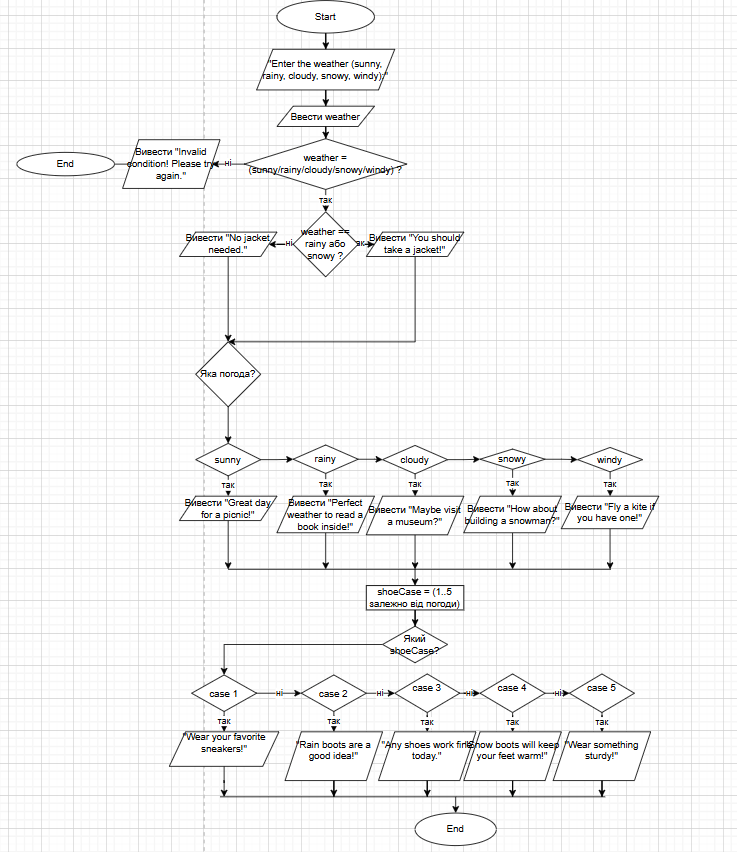 Start
"Enter the weather (sunny,
rainy, cloudy, snowy, windy):"
Ввести weather
weather =
(sunny/rainy/cloudy/snowy/windy) ?
ні
Вивести "Invalid
condition! Please try
again."
End
так
weather ==
rainy або
snowy ?
ні
Вивести "No jacket
needed."
Вивести "You should
take a jacket!"
Яка погода?
sunny
rainy
cloudy
snowy
windy
так
так
так
так
так
Вивести "Great day
for a picnic!"
Вивести "Perfect
weather to read a
book inside!"
Вивести "Maybe visit
a museum?"
Вивести "How about
building a snowman?"
Вивести "Fly a kite if
you have one!"
shoeCase = (1..5
залежно від погоди)
Який
shoeCase?
case 1
ні
case 2
ні
case 3
ні
case 4
ні
case 5
так
так
так
так
так
"Wear your favorite
sneakers!"
"Rain boots are a
good idea!"
"Any shoes work fine
today."
"Snow boots will keep
your feet warm!"
"Wear something
sturdy!"
End